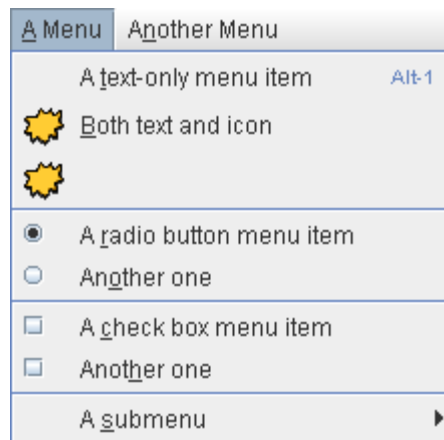 A Menu Another Menu
A text-only menu item Alt-1
Both text and icon
A radio button menu item
Another one
A check box menu item
Another one
A submenu